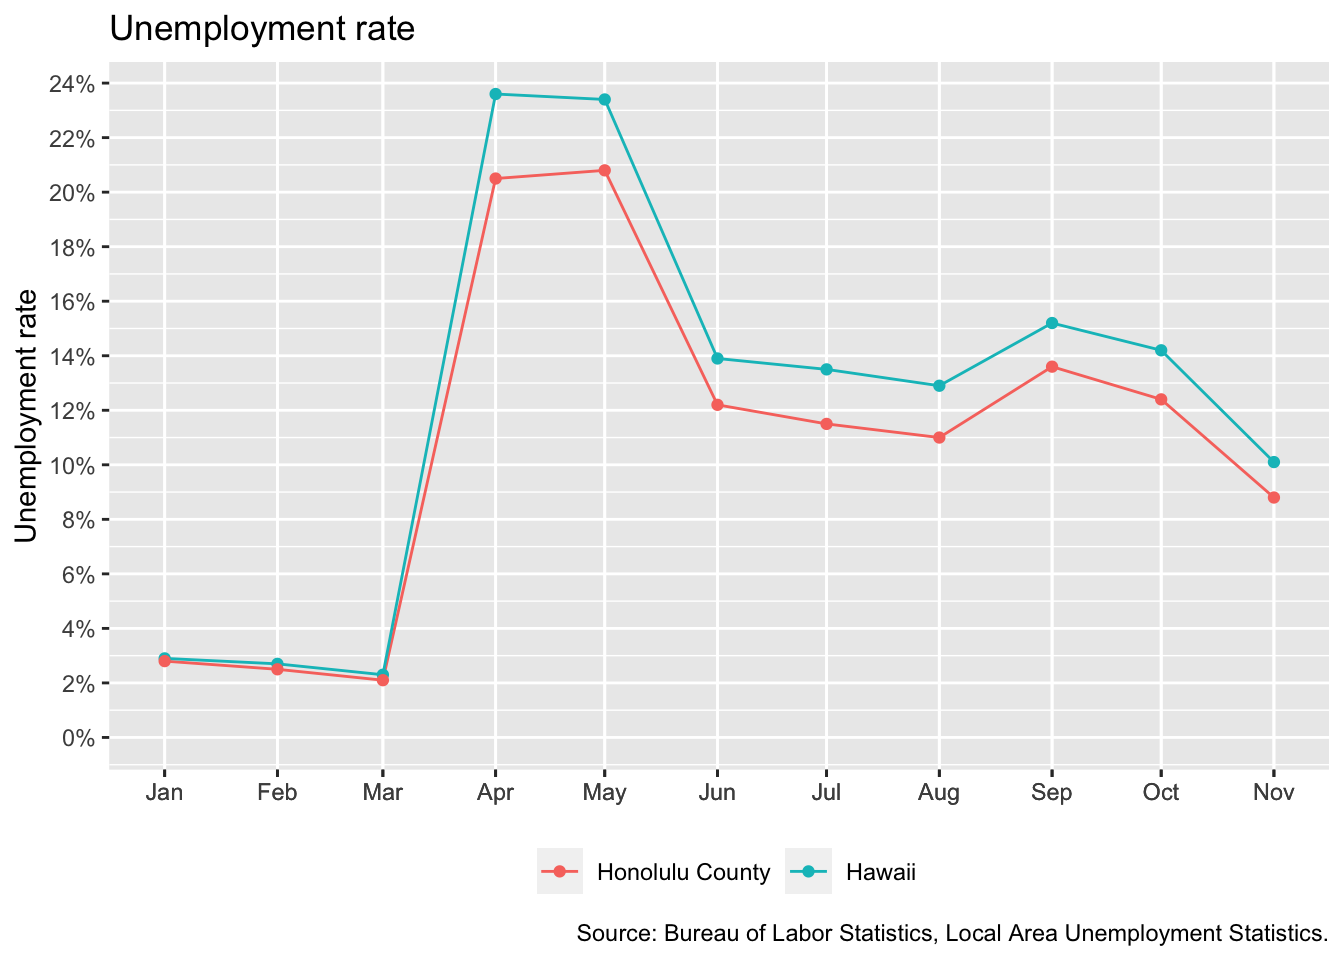 Unemployment rate
Unemployment rate
24%
22%
20%
18%
16%
14%
12%
10%
8%
6%
4%
2%
0%
Jan Feb Mar Apr May Jun Jul Aug Sep Oct Nov
Honolulu County Hawaii
Source: Bureau of Labor Statistics, Local Area Unemployment Statistics.